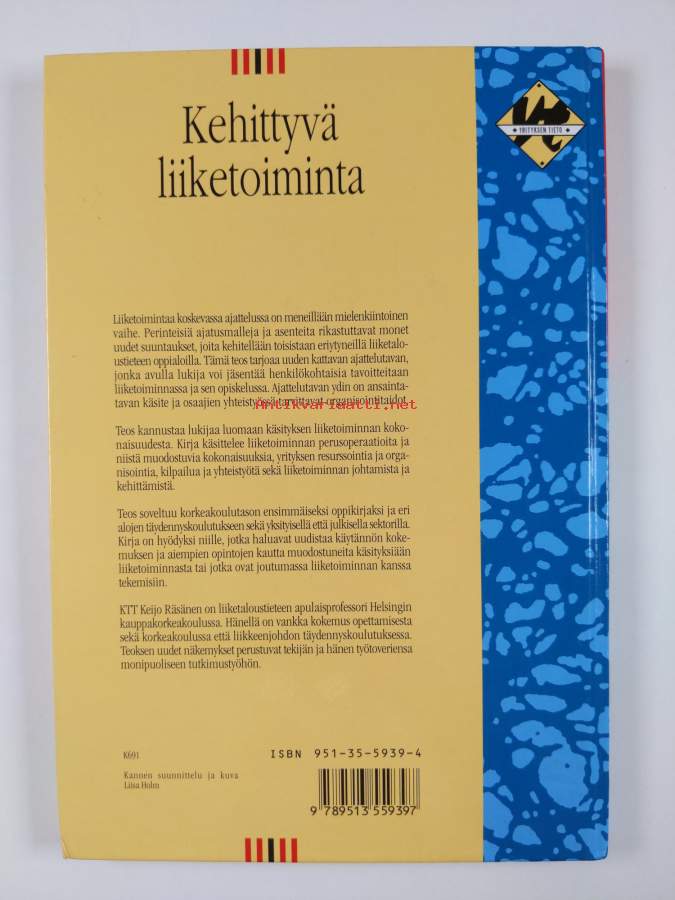 Kehittyvä
liiketoiminta
YRITYKSEN TIETO
Liiketoimintaa koskevassa ajattelussa on meneillään mielenkiintoinen
vaihe. Perinteisiä ajatusmalleja ja asenteita rikastuttavat monet
uudet suuntaukset, joita kehitellään toisistaan eriytyneillä liiketalo-
ustieteen oppialoilla. Tämä teos tarjoaa uuden kattavan ajattelutavan,
jonka avulla lukija voi jäsentää henkilökohtaisia tavoitteitaan
liiketoiminnassa ja sen opiskelussa. Ajattelutavan ydin on ansainta-
tavan käsite ja osaajien yhteistyössä tarvittavat organisointitaidot.
Antikvariaatti.net
Teos kannustaa lukijaa luomaan käsityksen liiketoiminnan koko-
naisuudesta. Kirja käsittelee liiketoiminnan perusoperaatioita ja
niistä muodostuvia kokonaisuuksia, yrityksen resurssointia ja orga-
nisointia, kilpailua ja yhteistyötä sekä liiketoiminnan johtamista ja
kehittämistä.
Teos soveltuu korkeakoulutason ensimmäiseksi oppikirjaksi ja eri
alojen täydennyskoulutukseen sekä yksityisellä että julkisella sektorilla.
Kirja on hyödyksi niille, jotka haluavat uudistaa käytännön koke-
muksen ja aiempien opintojen kautta muodostuneita käsityksiään
liiketoiminnasta tai jotka ovat joutumassa liiketoiminnan kanssa
tekemisiin.
KTT Keijo Räsänen on liiketaloustieteen apulaisprofessori Helsingin
kauppakorkeakoulussa. Hänellä on vankka kokemus opettamisesta
sekä korkeakoulussa että liikkeenjohdon täydennyskoulutuksessa.
Teoksen uudet näkemykset perustuvat tekijän ja hänen työtoveriensa
monipuoliseen tutkimustyöhön.
K691
ISBN 951-35-5939-4
Kannen suunnittelu ja kuva
Liisa Holm
9 789513 559397